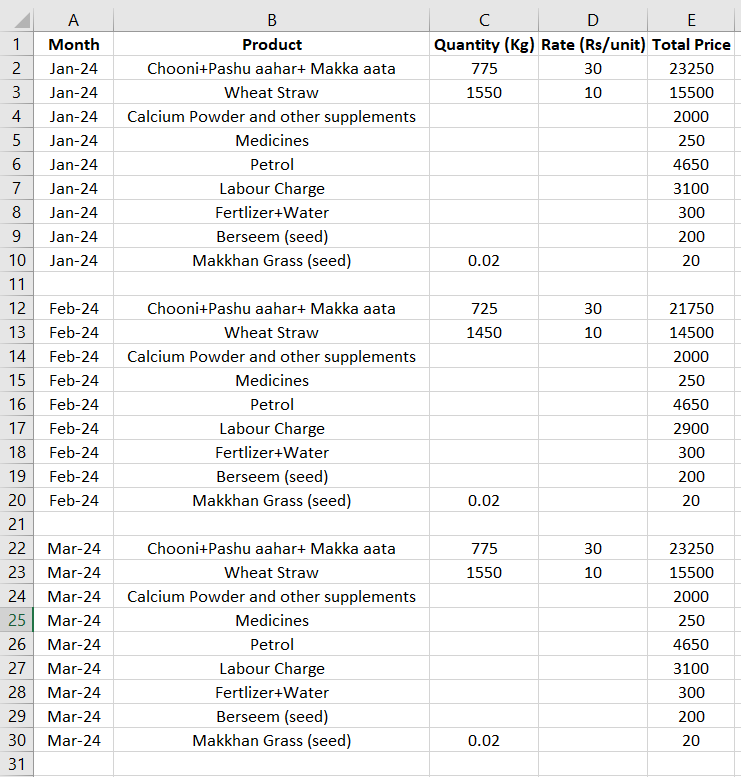 A B C D E
1 Month Product Quantity (Kg) Rate (Rs/unit) Total Price
2 Jan-24 Chooni+Pashu aahar+ Makka aata 775 30 23250
3 Jan-24 Wheat Straw 1550 10 15500
4 Jan-24 Calcium Powder and other supplements 2000
5 Jan-24 Medicines 250
6 Jan-24 Petrol 4650
7 Jan-24 Labour Charge 3100
8 Jan-24 Fertlizer+Water 300
9 Jan-24 Berseem (seed) 200
10 Jan-24 Makkhan Grass (seed) 0.02 20
11
12 Feb-24 Chooni+Pashu aahar+ Makka aata 725 30 21750
13 Feb-24 Wheat Straw 1450 10 14500
14 Feb-24 Calcium Powder and other supplements 2000
15 Feb-24 Medicines 250
16 Feb-24 Petrol 4650
17 Feb-24 Labour Charge 2900
18 Feb-24 Fertlizer+Water 300
19 Feb-24 Berseem (seed) 200
20 Feb-24 Makkhan Grass (seed) 0.02 20
21
22 Mar-24 Chooni+Pashu aahar+ Makka aata 775 30 23250
23 Mar-24 Wheat Straw 1550 10 15500
24 Mar-24 Calcium Powder and other supplements 2000
25 Mar-24 Medicines 250
26 Mar-24 Petrol 4650
27 Mar-24 Labour Charge 3100
28 Mar-24 Fertlizer+Water 300
29 Mar-24 Berseem (seed) 200
30 Mar-24 Makkhan Grass (seed) 0.02 20
31